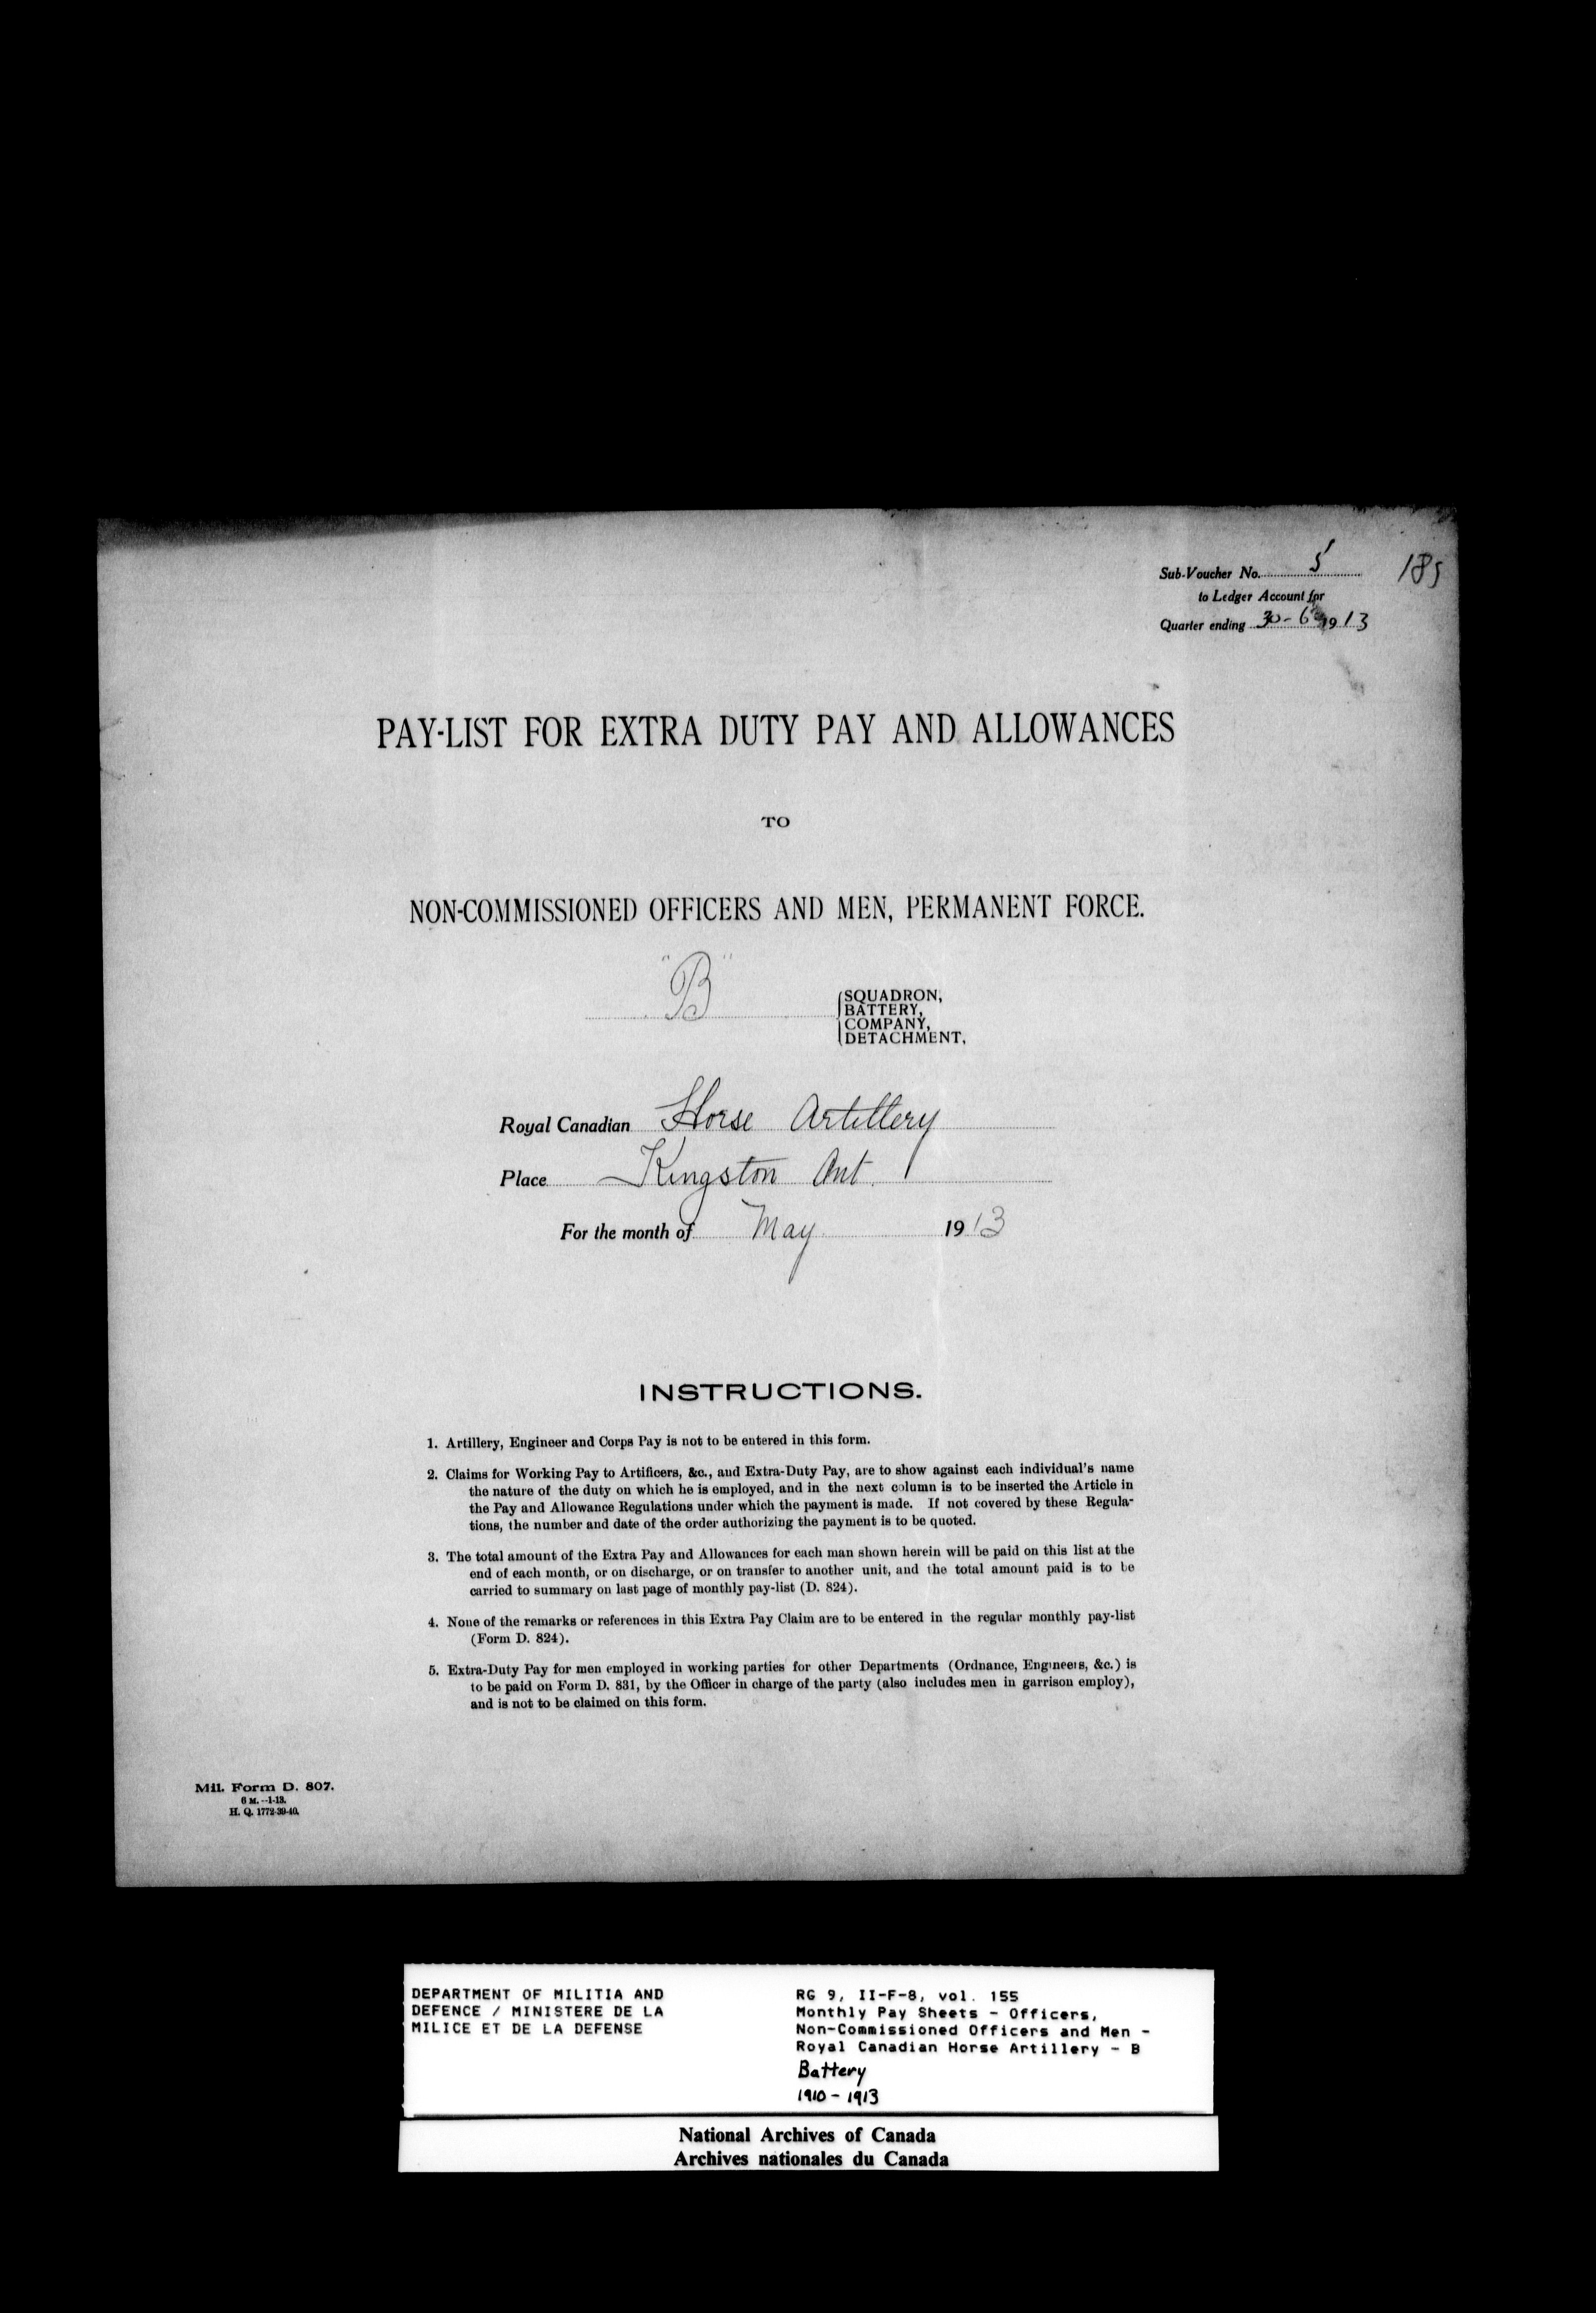 Sub-Voucher No. 5
185
to Ledger Account for
Quarter ending 30-6-1913
PAY-LIST FOR EXTRA DUTY PAY AND ALLOWANCES
TO
NON-COMMISSIONED OFFICERS AND MEN, PERMANENT FORCE.
"B"
SQUADRON,
BATTERY,
COMPANY,
DETACHMENT,
Royal Canadian Horse Artillery
Place Kingston Ont.
For the month of May 1913
INSTRUCTIONS.
1. Artillery, Engineer and Corps Pay is not to be entered in this form.
2. Claims for Working Pay to Artificers, &c., and Extra-Duty Pay, are to show against each individual's name
the nature of the duty on which he is employed, and in the next column is to be inserted the Article in
the Pay and Allowance Regulations under which the payment is made. If not covered by these Regula-
tions, the number and date of the order authorizing the payment is to be quoted.
3. The total amount of the Extra Pay and Allowances for each man shown herein will be paid on this list at the
end of each month, or on discharge, or on transfer to another unit, and the total amount paid is to be
carried to summary on last page of monthly pay-list (D. 824).
4. None of the remarks or references in this Extra Pay Claim are to be entered in the regular monthly pay-list
(Form D. 824).
5. Extra-Duty Pay for men employed in working parties for other Departments (Ordnance, Engineers, &c.) is
to be paid on Form D. 831, by the Officer in charge of the party (also includes men in garrison employ),
and is not to be claimed on this form.
Mil. Form D. 807.
6 M.--1-13.
H. Q. 1772-39-40.
DEPARTMENT OF MILITIA AND
DEFENCE / MINISTERE DE LA
MILICE ET DE LA DEFENSE
RG 9, II-F-8, vol. 155
Monthly Pay Sheets - Officers,
Non-Commissioned Officers and Men -
Royal Canadian Horse Artillery - B
Battery
1910 - 1913
National Archives of Canada
Archives nationales du Canada